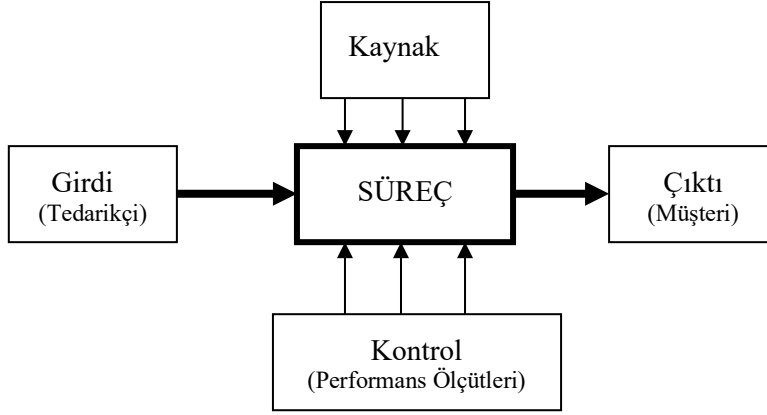 Kaynak
Girdi
(Tedarikçi)
SÜREÇ
Çıktı
(Müşteri)
Kontrol
(Performans Ölçütleri)